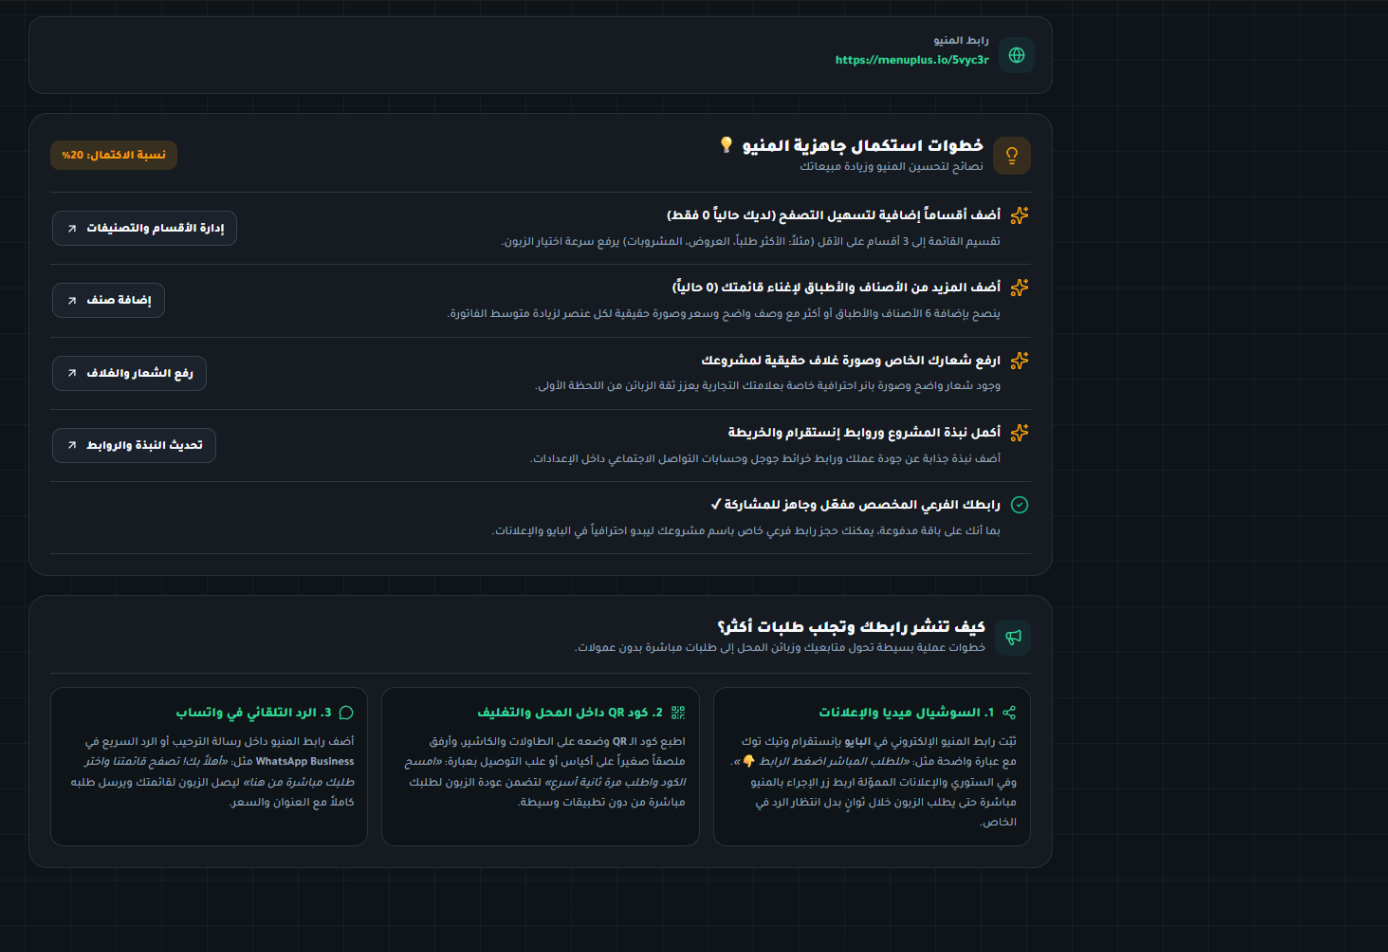 رابط المنيو
https://menuplus.io/5vyc3r
خطوات استكمال جاهزية المنيو 💡
نصائح لتحسين المنيو وزيادة مبيعاتك
نسبة الاكتمال: 20%
أضف أقساماً إضافية لتسهيل التصفح (لديك حالياً 0 فقط)
تقسيم القائمة إلى 3 أقسام على الأقل (مثلاً: الأكثر طلباً، العروض، المشروبات) يرفع سرعة اختيار الزبون.
إدارة الأقسام والتصنيفات
أضف المزيد من الأصناف والأطباق لإغناء قائمتك (0 حالياً)
ينصح بإضافة 6 الأصناف والأطباق أو أكثر مع وصف واضح وسعر وصورة حقيقية لكل عنصر لزيادة متوسط الفاتورة.
إضافة صنف
ارفع شعارك الخاص وصورة غلاف حقيقية لمشروعك
وجود شعار واضح وصورة بانر احترافية خاصة بعلامتك التجارية يعزز ثقة الزبائن من اللحظة الأولى.
رفع الشعار والغلاف
أكمل نبذة المشروع وروابط إنستقرام والخريطة
أضف نبذة جذابة عن جودة عملك ورابط خرائط جوجل وحسابات التواصل الاجتماعي داخل الإعدادات.
تحديث النبذة والروابط
رابطك الفرعي المخصص مفعّل وجاهز للمشاركة ✓
بما أنك على باقة مدفوعة، يمكنك حجز رابط فرعي خاص باسم مشروعك ليبدو احترافياً في البايو والإعلانات.
كيف تنشر رابطك وتجلب طلبات أكثر؟
خطوات عملية بسيطة تحول متابعيك وزبائن المحل إلى طلبات مباشرة بدون عمولات.
1. السوشيال ميديا والإعلانات
ثبّت رابط المنيو الإلكتروني في البايو بإنستقرام وتيك توك
مع عبارة واضحة مثل: «للطلب المباشر اضغط الرابط 👇».
وفي الستوري والإعلانات المموّلة اربط زر الإجراء بالمنيو
مباشرة حتى يطلب الزبون خلال ثوانٍ بدل انتظار الرد في
الخاص.
2. كود QR داخل المحل والتغليف
اطبع كود الـ QR وضعه على الطاولات والكاشير، وأرفق
ملصقاً صغيراً على أكياس أو علب التوصيل بعبارة: «امسح
الكود واطلب مرة ثانية أسرع» لتضمن عودة الزبون لطلبك
مباشرة من دون تطبيقات وسيطة.
3. الرد التلقائي في واتساب
أضف رابط المنيو داخل رسالة الترحيب أو الرد السريع في
WhatsApp Business مثل: «أهلاً بك! تصفح قائمتنا واختر
طلبك مباشرة من هنا» ليصل الزبون لقائمتك ويرسل طلبه
كاملاً مع العنوان والسعر.